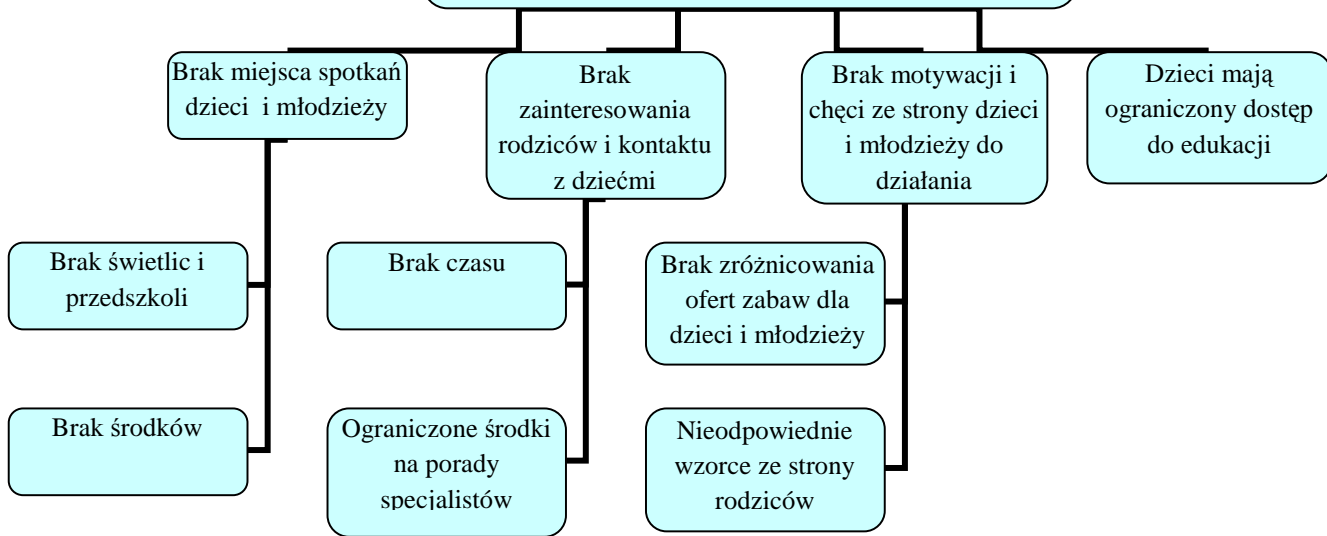 Brak miejsca spotkań
dzieci i młodzieży
Brak
zainteresowania
rodziców i kontaktu
z dziećmi
Brak motywacji i
chęci ze strony dzieci
i młodzieży do
działania
Dzieci mają
ograniczony dostęp
do edukacji
Brak świetlic i
przedszkoli
Brak czasu
Brak zróżnicowania
ofert zabaw dla
dzieci i młodzieży
Brak środków
Ograniczone środki
na porady
specjalistów
Nieodpowiednie
wzorce ze strony
rodziców